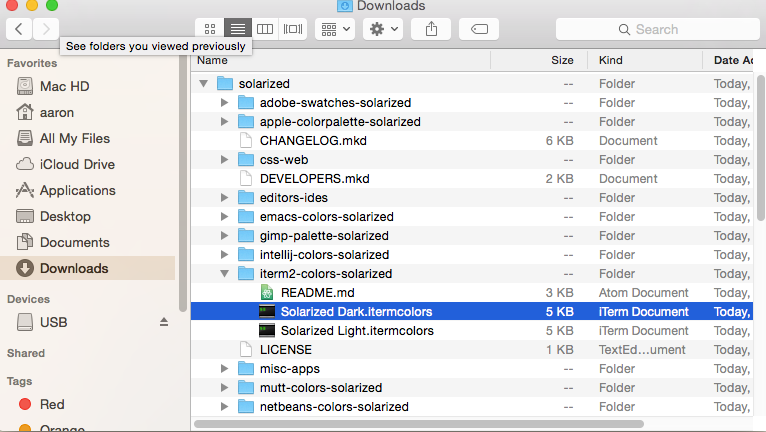 Downloads
Search
See folders you viewed previously
Favorites
Mac HD
aaron
All My Files
iCloud Drive
Applications
Desktop
Documents
Downloads
Devices
USB
Shared
Tags
Red
Orange
Name Size Kind Date Ad
solarized -- Folder Today,
adobe-swatches-solarized -- Folder Today,
apple-colorpalette-solarized -- Folder Today,
CHANGELOG.mkd 6 KB Document Today,
css-web -- Folder Today,
DEVELOPERS.mkd 2 KB Document Today,
editors-ides -- Folder Today,
emacs-colors-solarized -- Folder Today,
gimp-palette-solarized -- Folder Today,
intellij-colors-solarized -- Folder Today,
iterm2-colors-solarized -- Folder Today,
README.md 3 KB Atom Document Today,
Solarized Dark.itermcolors 5 KB iTerm Document Today,
Solarized Light.itermcolors 5 KB iTerm Document Today,
LICENSE 1 KB TextEd...ument Today,
misc-apps -- Folder Today,
mutt-colors-solarized -- Folder Today,
netbeans-colors-solarized -- Folder Today,